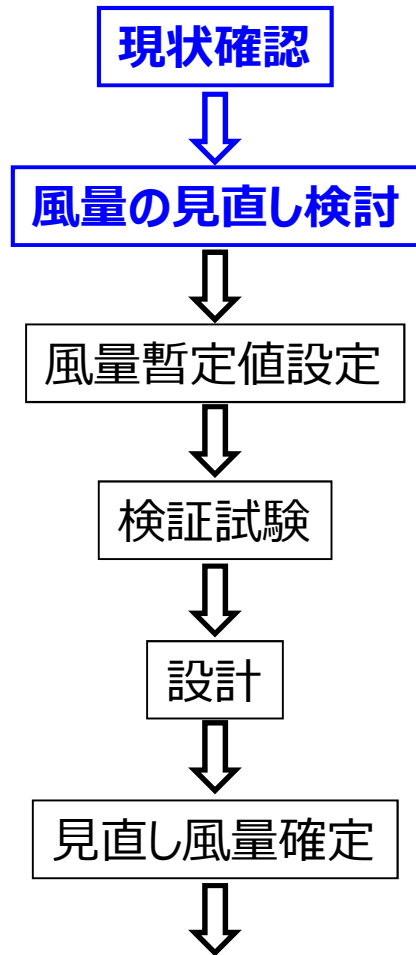 現状確認
風量の見直し検討
風量暫定値設定
検証試験
設計
見直し風量確定